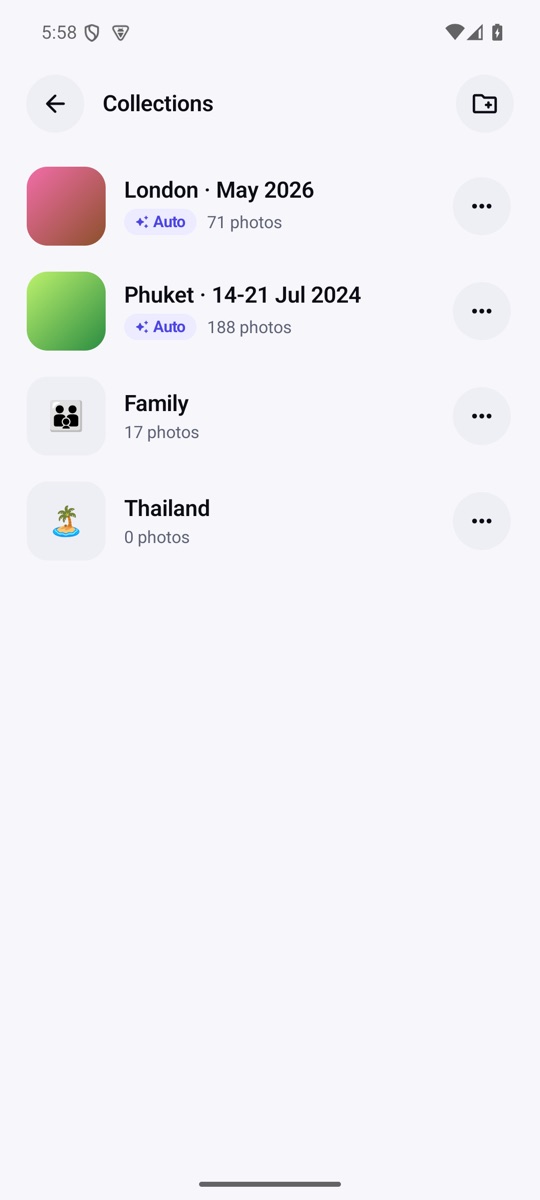 5:58
Collections
London · May 2026
Auto 71 photos
Phuket · 14-21 Jul 2024
Auto 188 photos
Family
17 photos
Thailand
0 photos